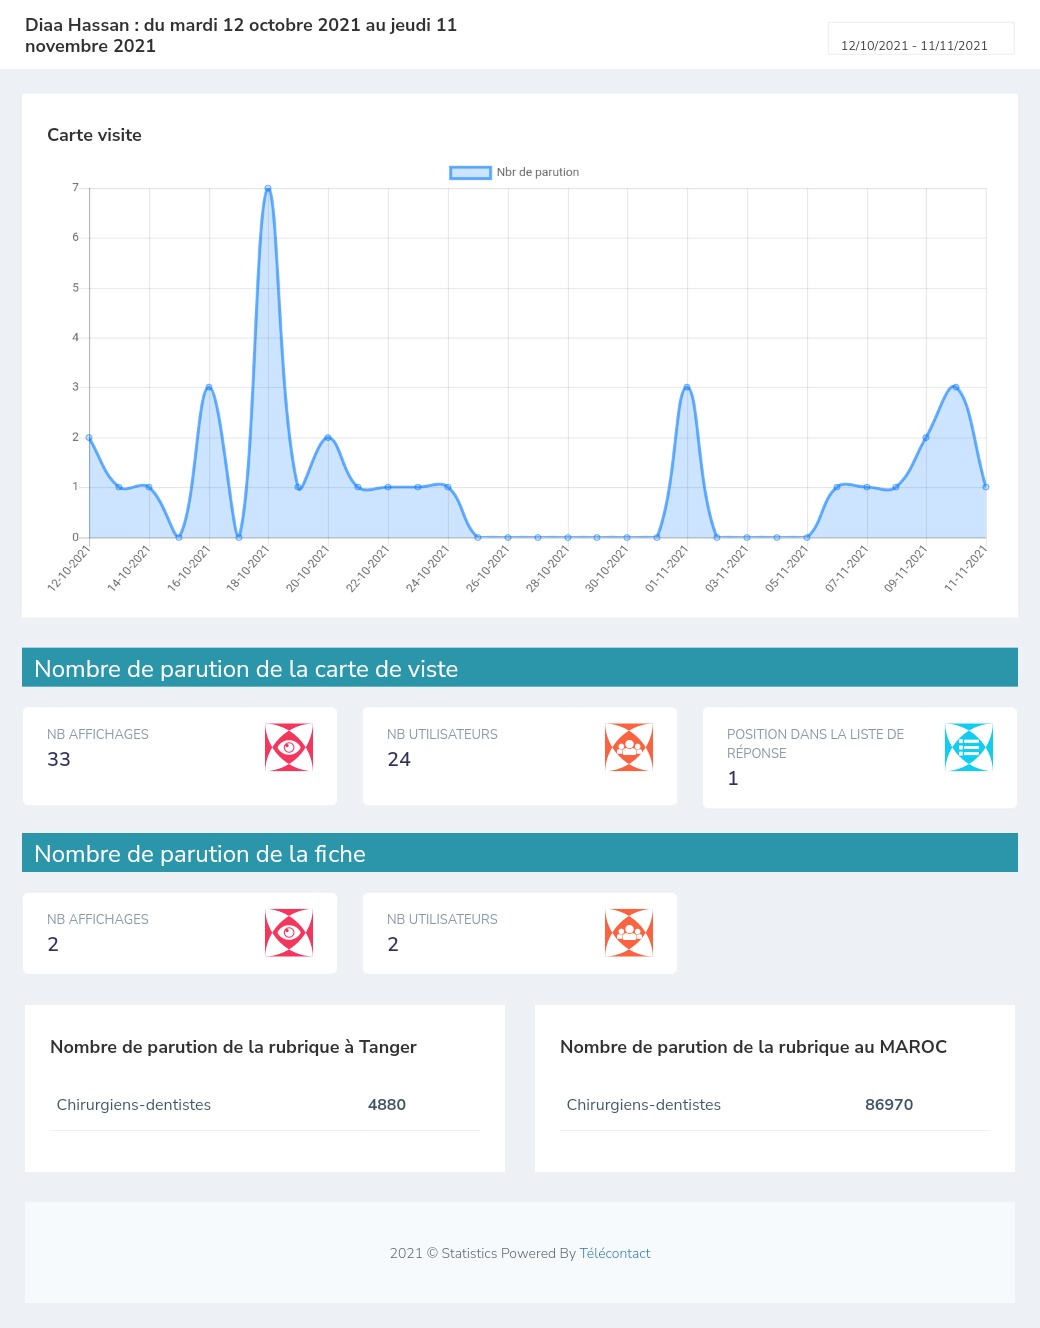 Diaa Hassan : du mardi 12 octobre 2021 au jeudi 11
novembre 2021
12/10/2021 - 11/11/2021
Carte visite
Nbr de parution
7
6
5
4
3
2
1
0
12-10-2021
14-10-2021
16-10-2021
18-10-2021
20-10-2021
22-10-2021
24-10-2021
26-10-2021
28-10-2021
30-10-2021
01-11-2021
03-11-2021
05-11-2021
07-11-2021
09-11-2021
11-11-2021
Nombre de parution de la carte de viste
NB AFFICHAGES
33
NB UTILISATEURS
24
POSITION DANS LA LISTE DE
RÉPONSE
1
Nombre de parution de la fiche
NB AFFICHAGES
2
NB UTILISATEURS
2
Nombre de parution de la rubrique à Tanger
Chirurgiens-dentistes 4880
Nombre de parution de la rubrique au MAROC
Chirurgiens-dentistes 86970
2021 © Statistics Powered By Télécontact